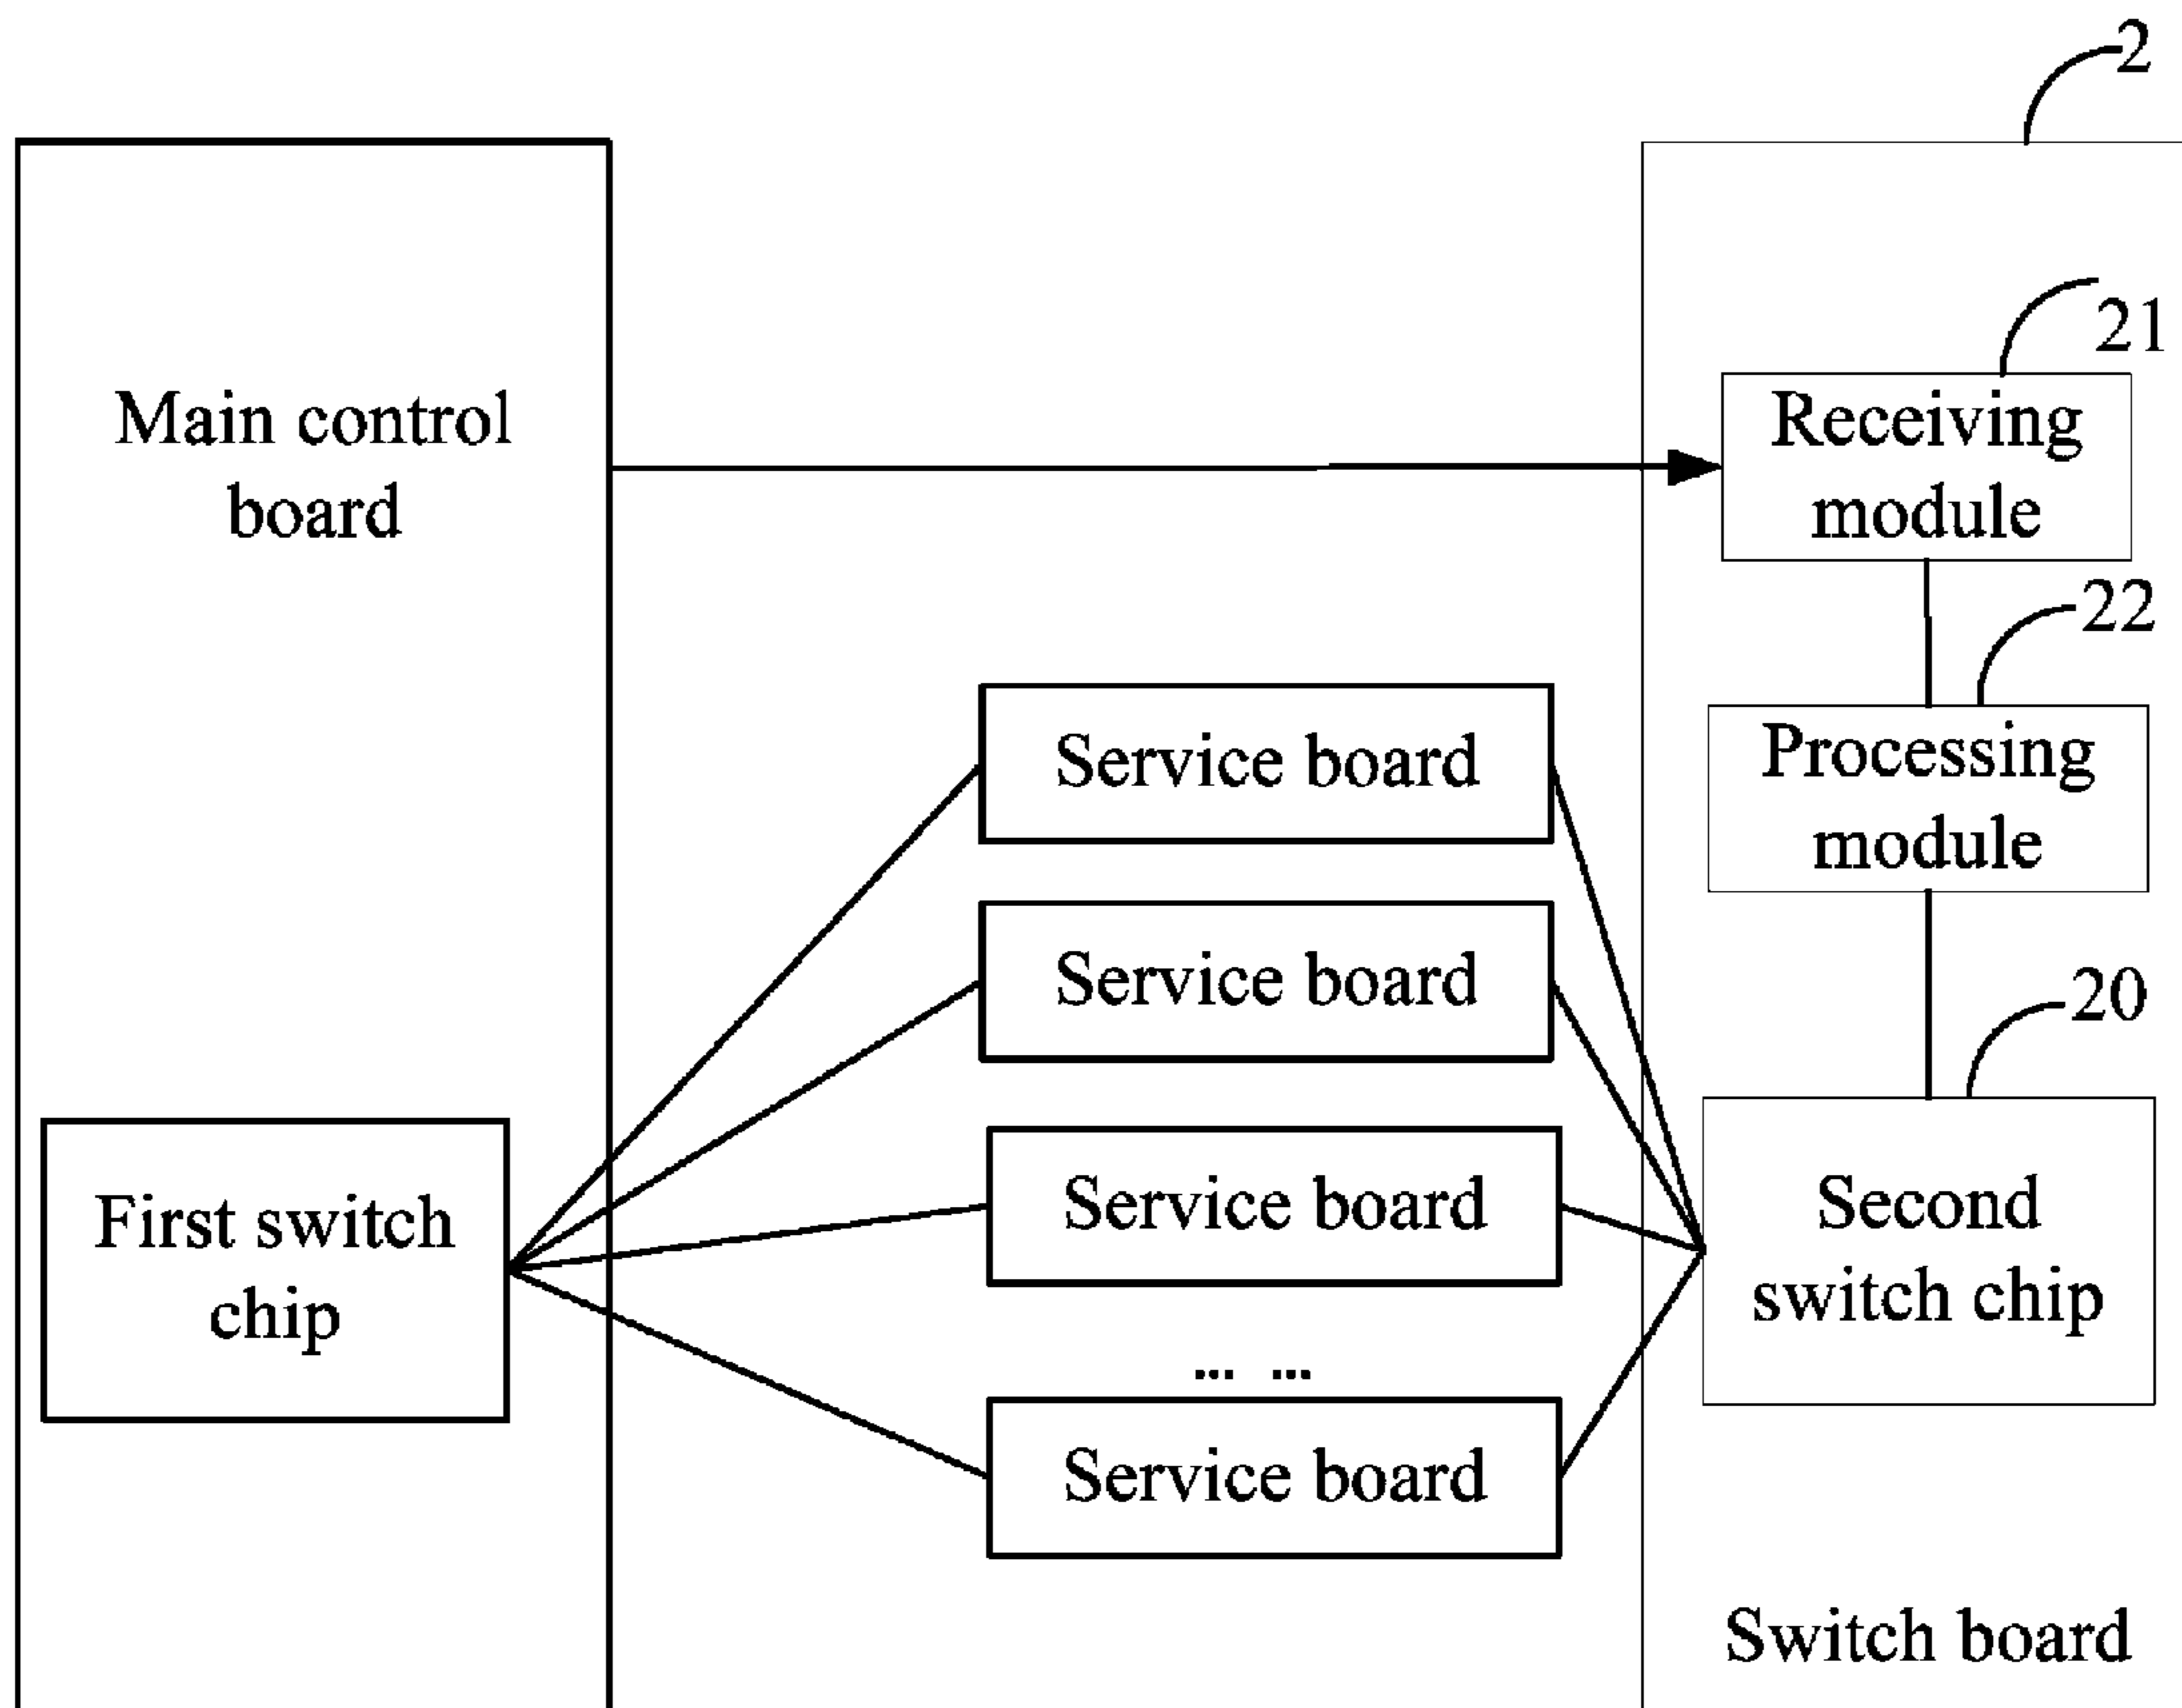 2
21
Main control
board
Receiving
module
22
Service board
Processing
module
Service board
20
First switch
chip
Service board
Second
switch chip
... ...
Service board
Switch board